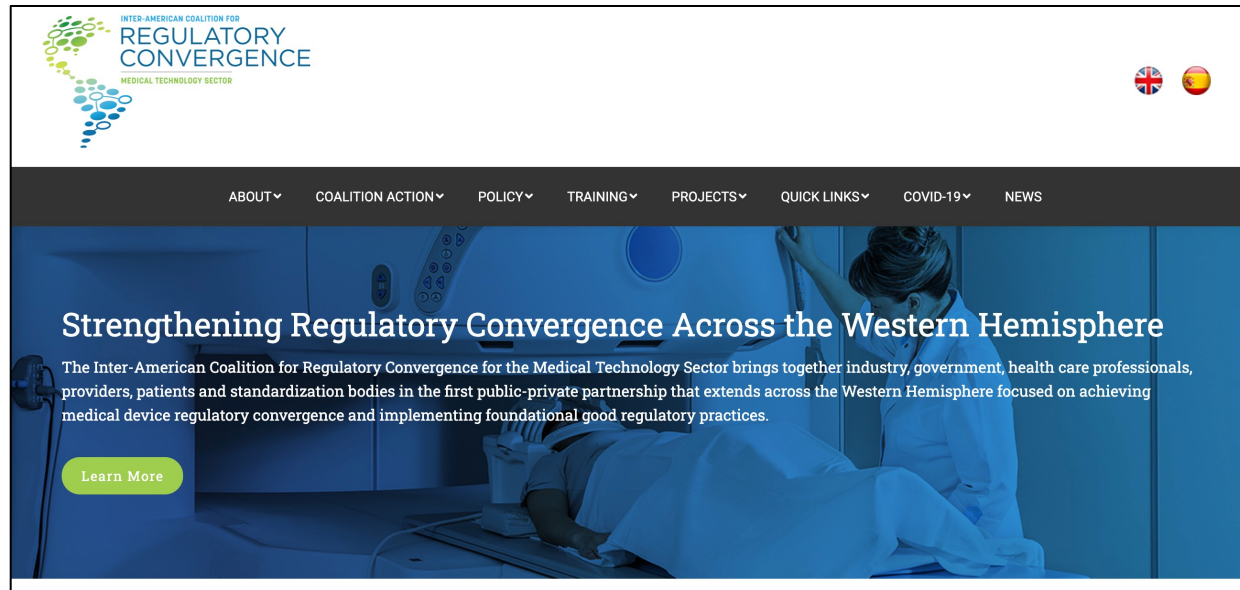 INTER-AMERICAN COALITION FOR
REGULATORY
CONVERGENCE
MEDICAL TECHNOLOGY SECTOR
ABOUT COALITION ACTION POLICY TRAINING PROJECTS QUICK LINKS COVID-19 NEWS
Strengthening Regulatory Convergence Across the Western Hemisphere
The Inter-American Coalition for Regulatory Convergence for the Medical Technology Sector brings together industry, government, health care professionals,
providers, patients and standardization bodies in the first public-private partnership that extends across the Western Hemisphere focused on achieving
medical device regulatory convergence and implementing foundational good regulatory practices.
Learn More